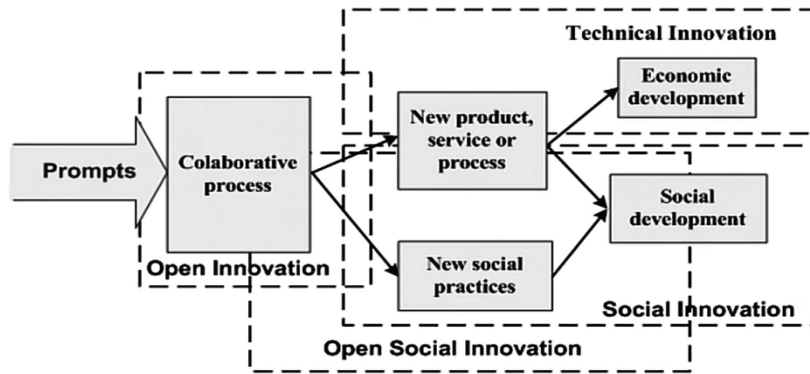 Technical Innovation
Economic
development
New product,
service or
process
Colaborative
process
Prompts
Social
development
Open Innovation
New social
practices
Social Innovation
Open Social Innovation